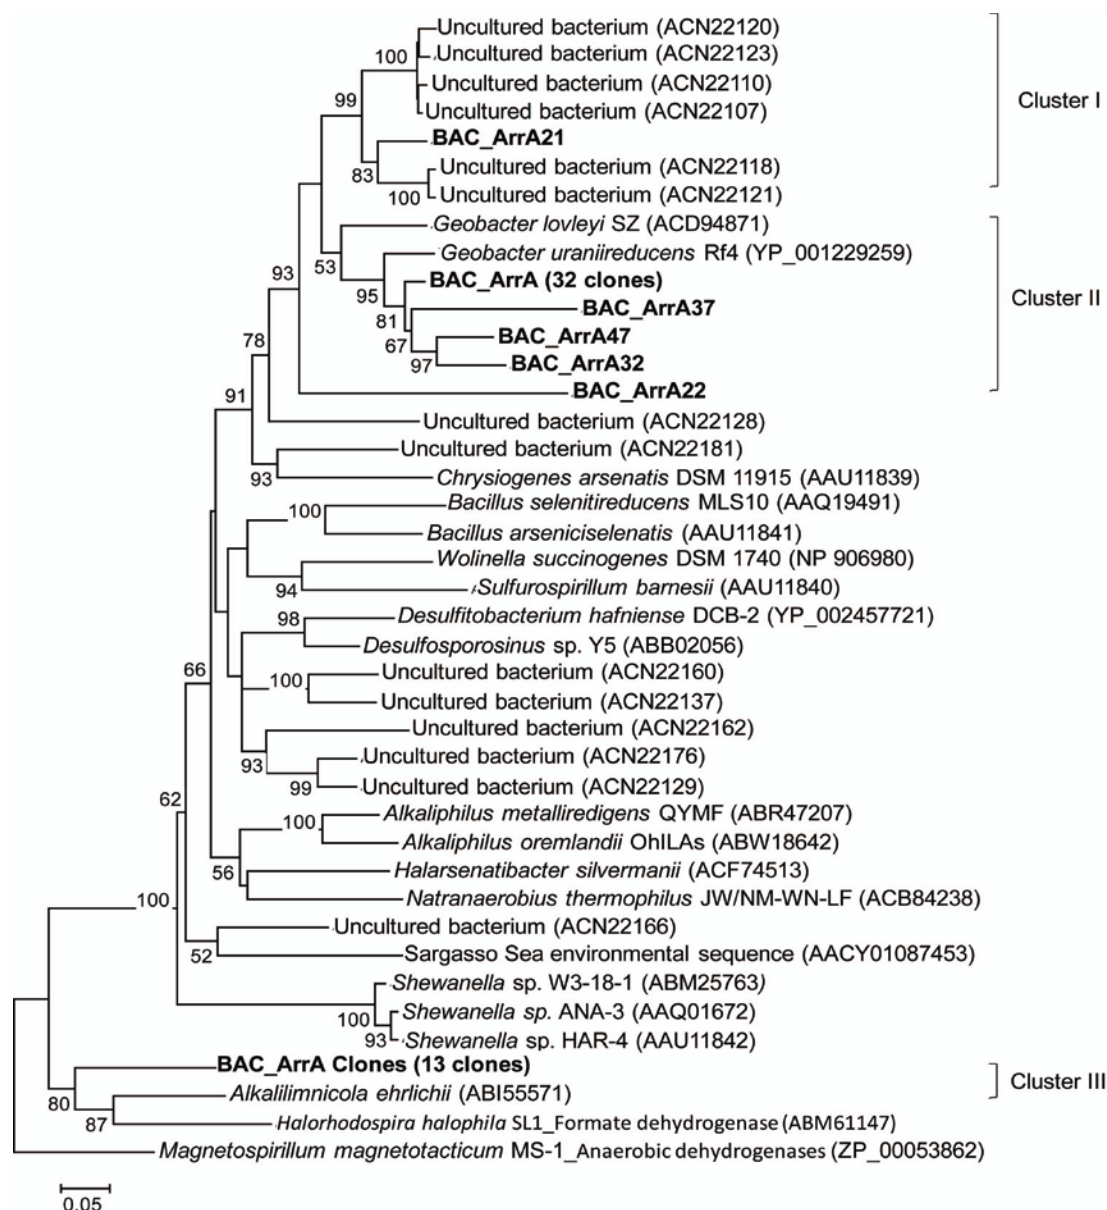 Uncultured bacterium (ACN22120)
Uncultured bacterium (ACN22123)
100
Uncultured bacterium (ACN22110)
Cluster I
99
Uncultured bacterium (ACN22107)
BAC_ArrA21
Uncultured bacterium (ACN22118)
83
Uncultured bacterium (ACN22121)
100
Geobacter lovleyi SZ (ACD94871)
Geobacter uraniireducens Rf4 (YP_001229259)
53
93
BAC_ArrA (32 clones)
95
Cluster II
BAC_ArrA37
81
BAC_ArrA47
78
67
BAC_ArrA32
97
BAC_ArrA22
91
Uncultured bacterium (ACN22128)
Uncultured bacterium (ACN22181)
Chrysiogenes arsenatis DSM 11915 (AAU11839)
93
Bacillus selenitireducens MLS10 (AAQ19491)
100
Bacillus arseniciselenatis (AAU11841)
Wolinella succinogenes DSM 1740 (NP 906980)
Sulfurospirillum barnesii (AAU11840)
94
Desulfitobacterium hafniense DCB-2 (YP_002457721)
98
Desulfosporosinus sp. Y5 (ABB02056)
66
Uncultured bacterium (ACN22160)
100
Uncultured bacterium (ACN22137)
Uncultured bacterium (ACN22162)
Uncultured bacterium (ACN22176)
93
Uncultured bacterium (ACN22129)
99
62
Alkaliphilus metalliredigens QYMF (ABR47207)
100
Alkaliphilus oremlandii OhILAs (ABW18642)
Halarsenatibacter silvermanii (ACF74513)
56
Natranaerobius thermophilus JW/NM-WN-LF (ACB84238)
100
Uncultured bacterium (ACN22166)
Sargasso Sea environmental sequence (AACY01087453)
52
Shewanella sp. W3-18-1 (ABM25763)
Shewanella sp. ANA-3 (AAQ01672)
100
Shewanella sp. HAR-4 (AAU11842)
93
BAC_ArrA Clones (13 clones)
Cluster III
Alkalilimnicola ehrlichii (ABI55571)
80
Halorhodospira halophila SL1_Formate dehydrogenase (ABM61147)
87
Magnetospirillum magnetotacticum MS-1_Anaerobic dehydrogenases (ZP_00053862)
0.05